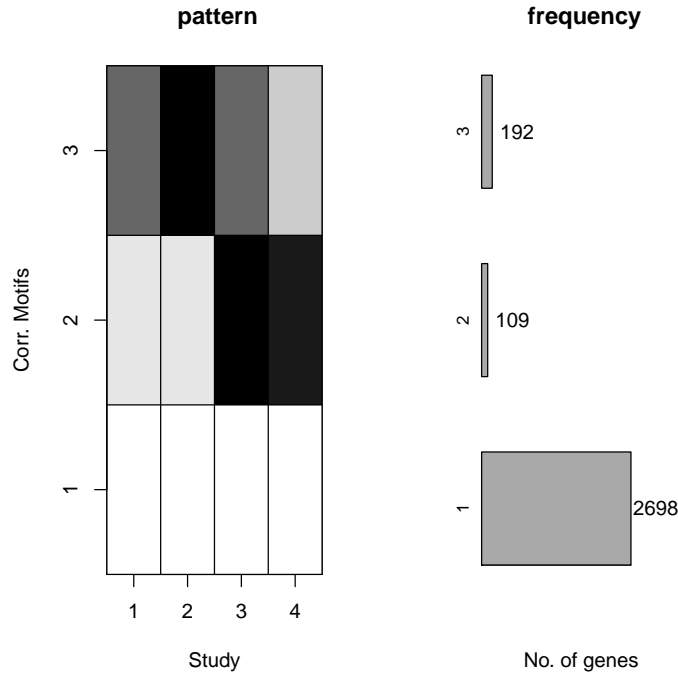 pattern
frequency
Corr. Motifs
3
2
1
1 2 3 4
Study
3
192
2
109
1
2698
No. of genes